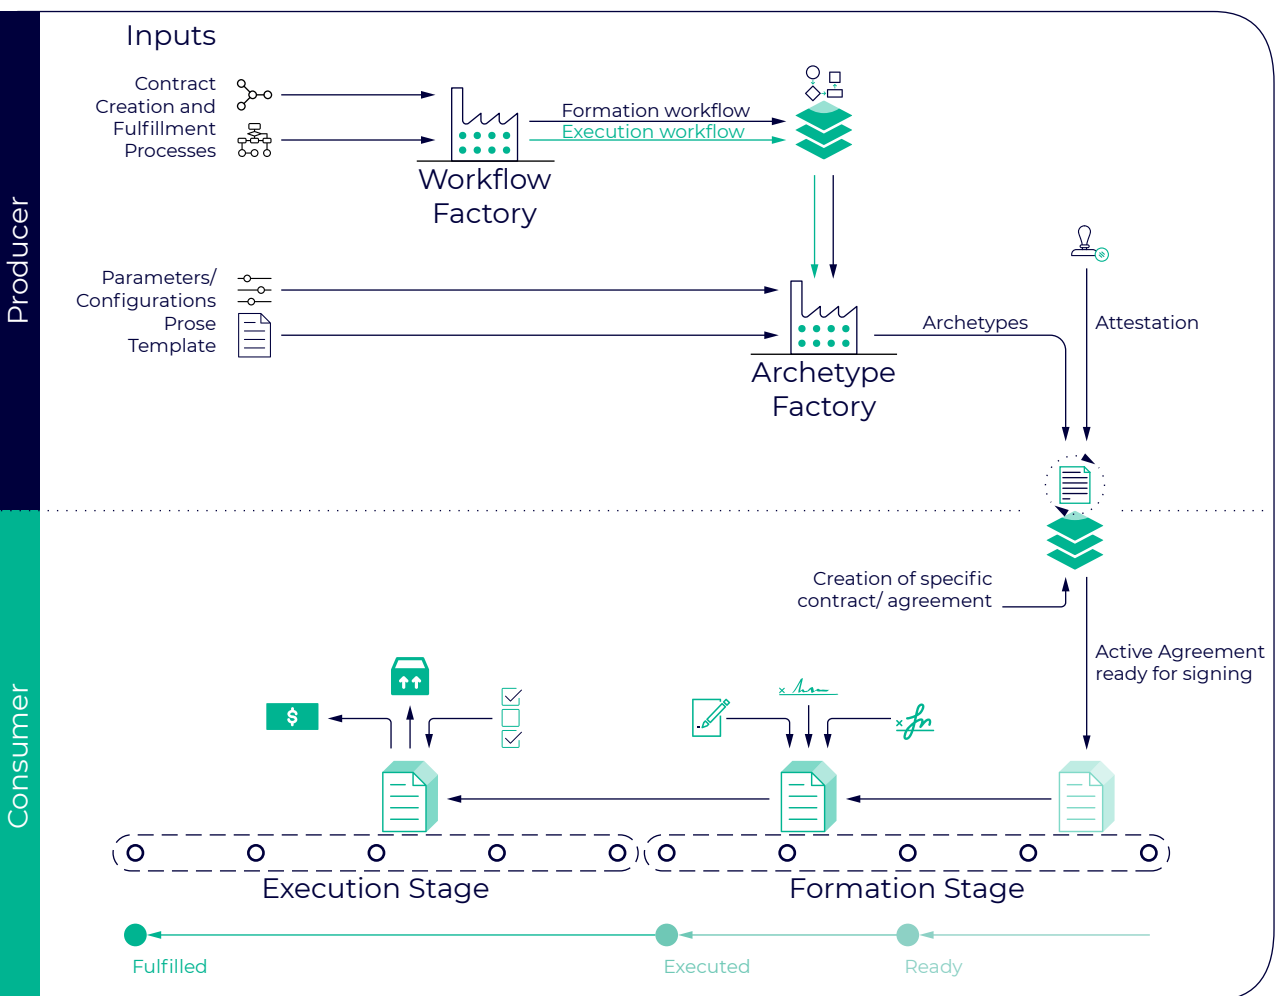 Inputs
Contract
Creation and
Fulfillment
Processes
Formation workflow
Execution workflow
Workflow
Factory
Producer
Parameters/
Configurations
Prose
Template
Archetypes
Attestation
Archetype
Factory
Creation of specific
contract/ agreement
Active Agreement
ready for signing
Consumer
$
Execution Stage
Formation Stage
Fulfilled
Executed
Ready